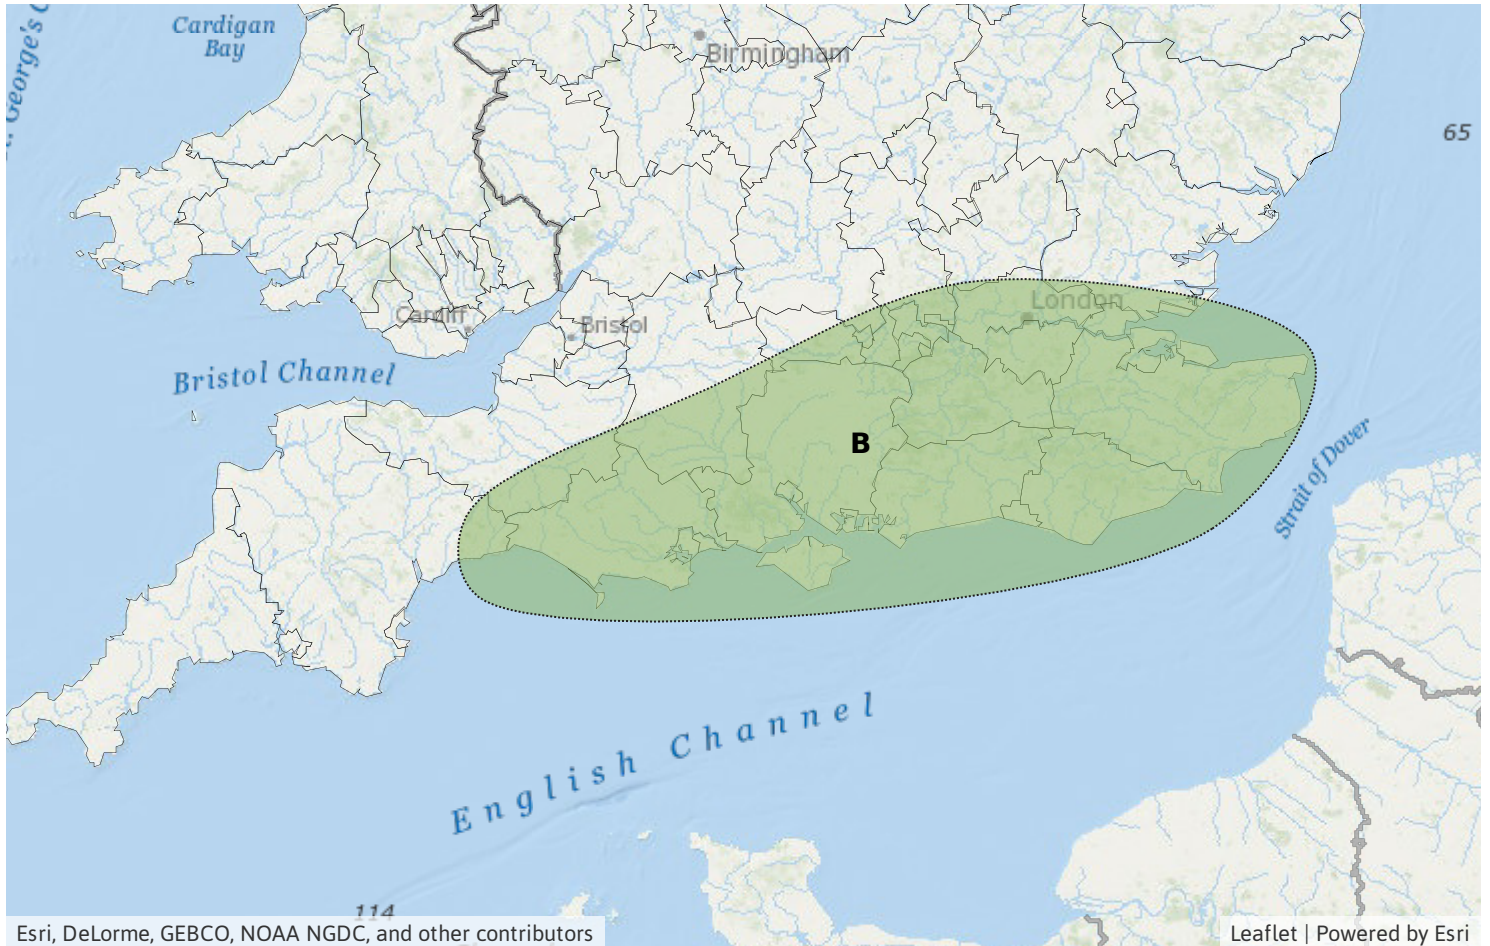 Cardigan
Bay
George's
Birmingham
65
London
Cardiff
Bristol
Bristol Channel
B
Strait of Dover
English Channel
114
Esri, DeLorme, GEBCO, NOAA NGDC, and other contributors
Leaflet | Powered by Esri